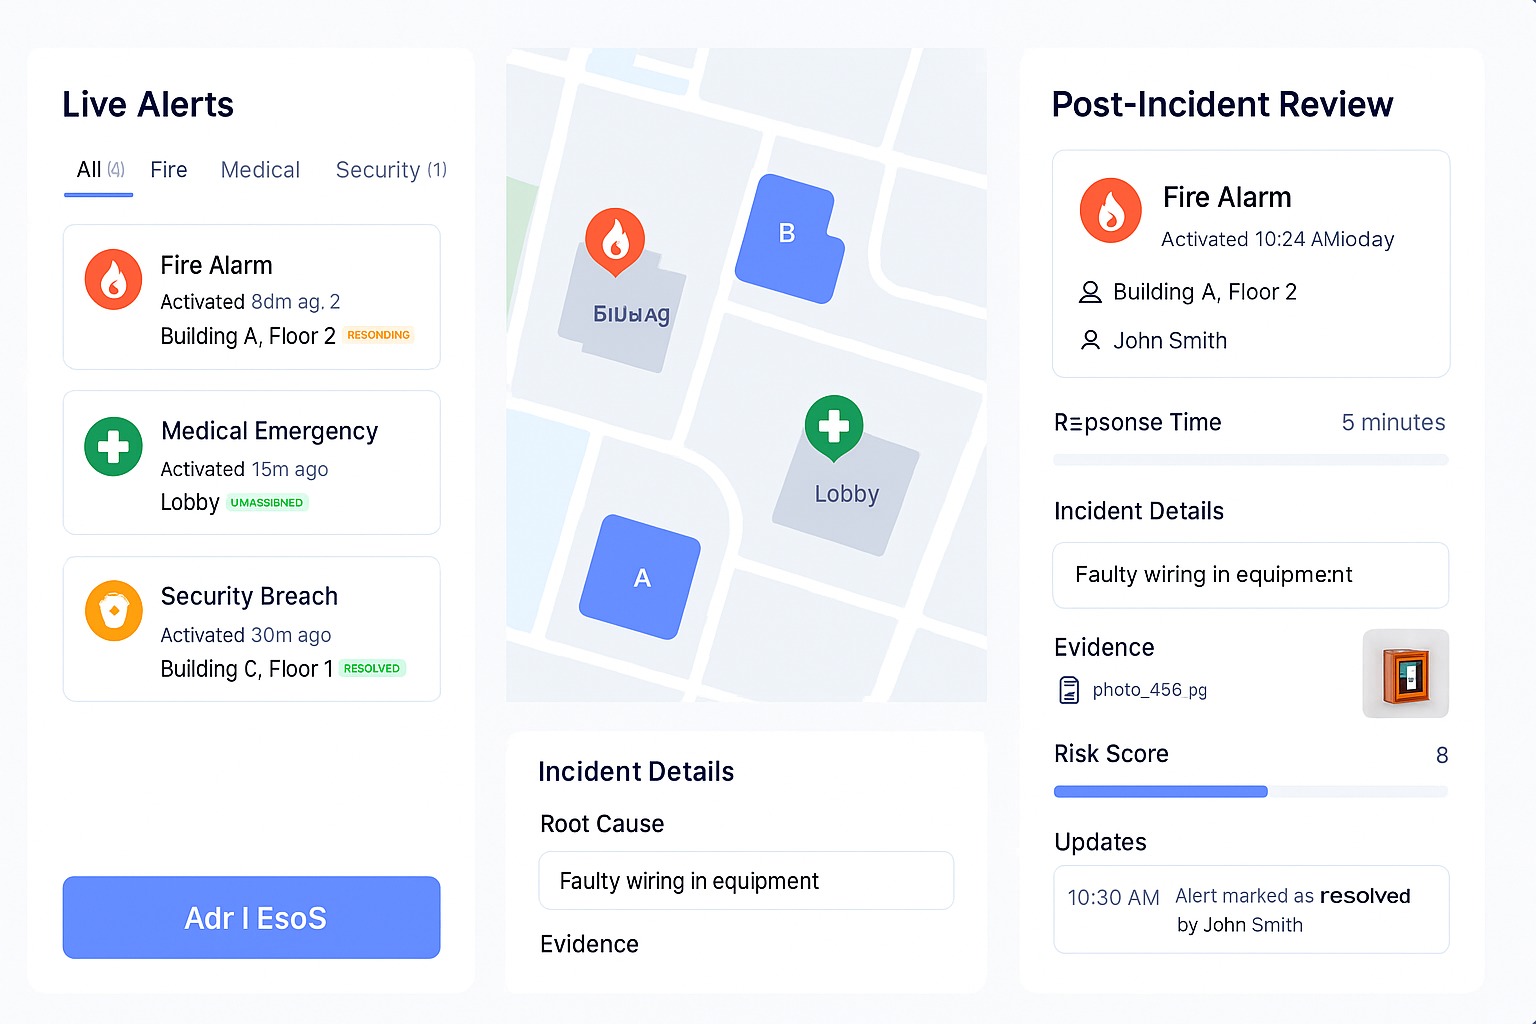 Live Alerts
All (4) Fire Medical Security (1)
Fire Alarm
Activated 8dm ag. 2
Building A, Floor 2 RESONDING
Medical Emergency
Activated 15m ago
Lobby UMASSIBNED
Security Breach
Activated 30m ago
Building C, Floor 1 RESOLVED
Adr I EsoS
B
Lobby
A
Incident Details
Root Cause
Faulty wiring in equipment
Evidence
Post-Incident Review
Fire Alarm
Activated 10:24 AMioday
Building A, Floor 2
John Smith
RΞpsonse Time 5 minutes
Incident Details
Faulty wiring in equipme:nt
Evidence
photo_456_pg
Risk Score 8
Updates
10:30 AM Alert marked as resolved
by John Smith